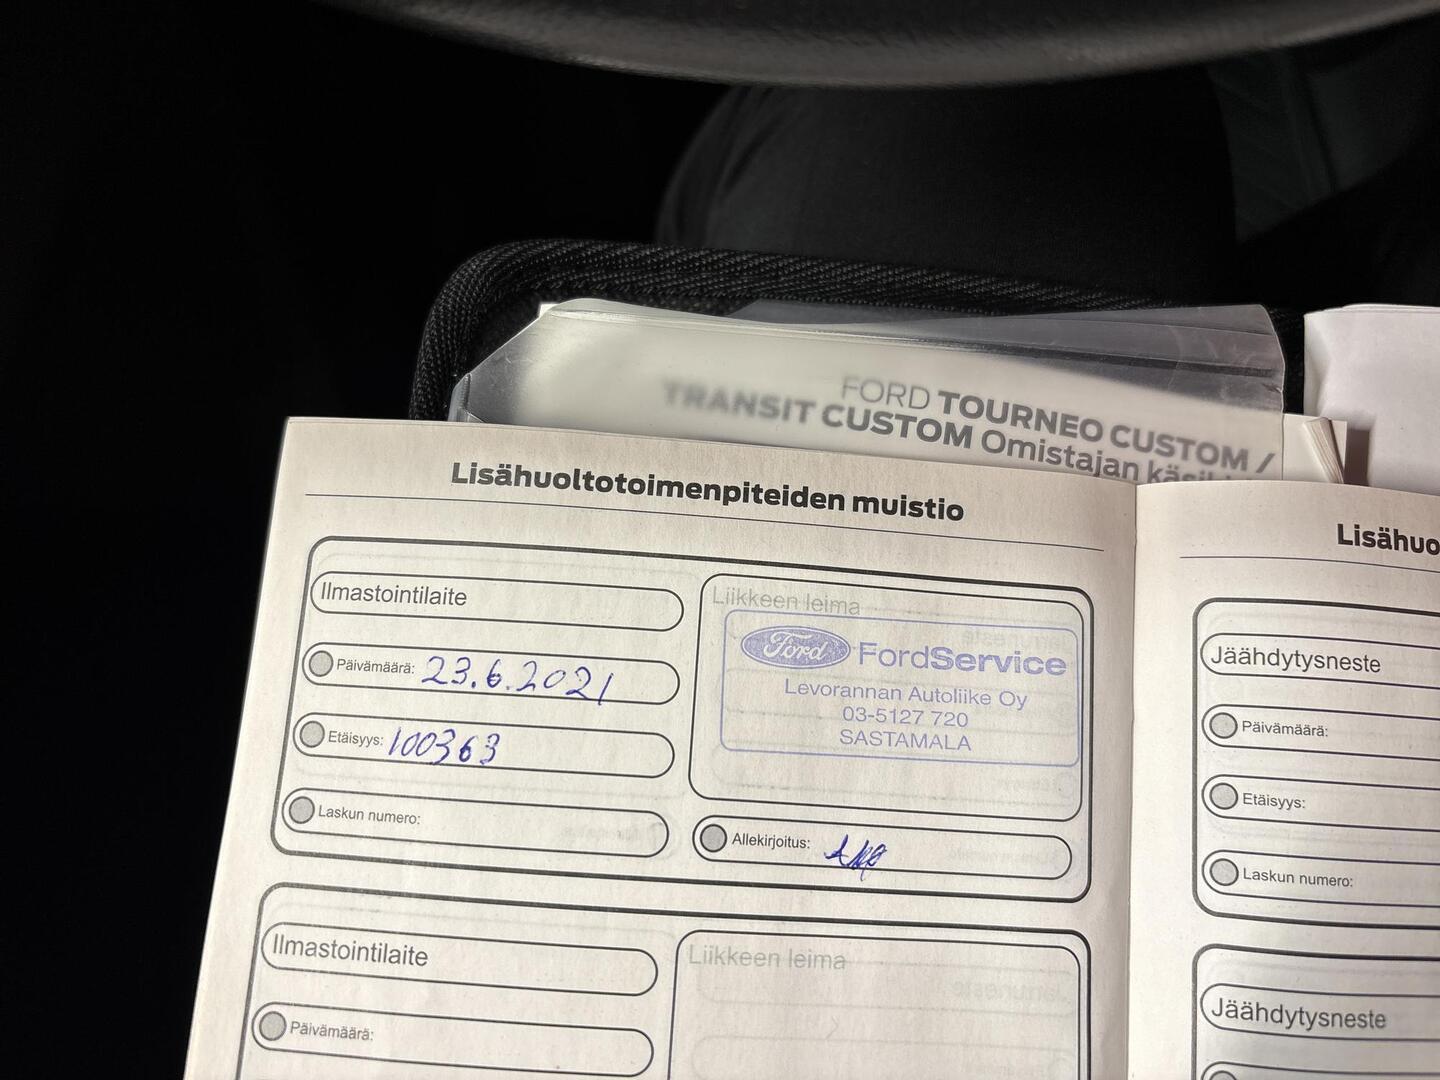 FORD TOURNEO CUSTOM /
TRANSIT CUSTOM Omistajan
Lisähuoltotoimenpiteiden muistio
Ilmastointilaite
Päivämäärä: 23.6.2021
Etäisyys: 100363
Laskun numero:
Liikkeen leima
Ford FordService
Levorannan Autoliike Oy
03-5127 720
SASTAMALA
Allekirjoitus:
Ilmastointilaite
Päivämäärä:
Liikkeen leima
Lisähuo
Jäähdytysneste
Päivämäärä:
Etäisyys:
Laskun numero:
Jäähdytysneste